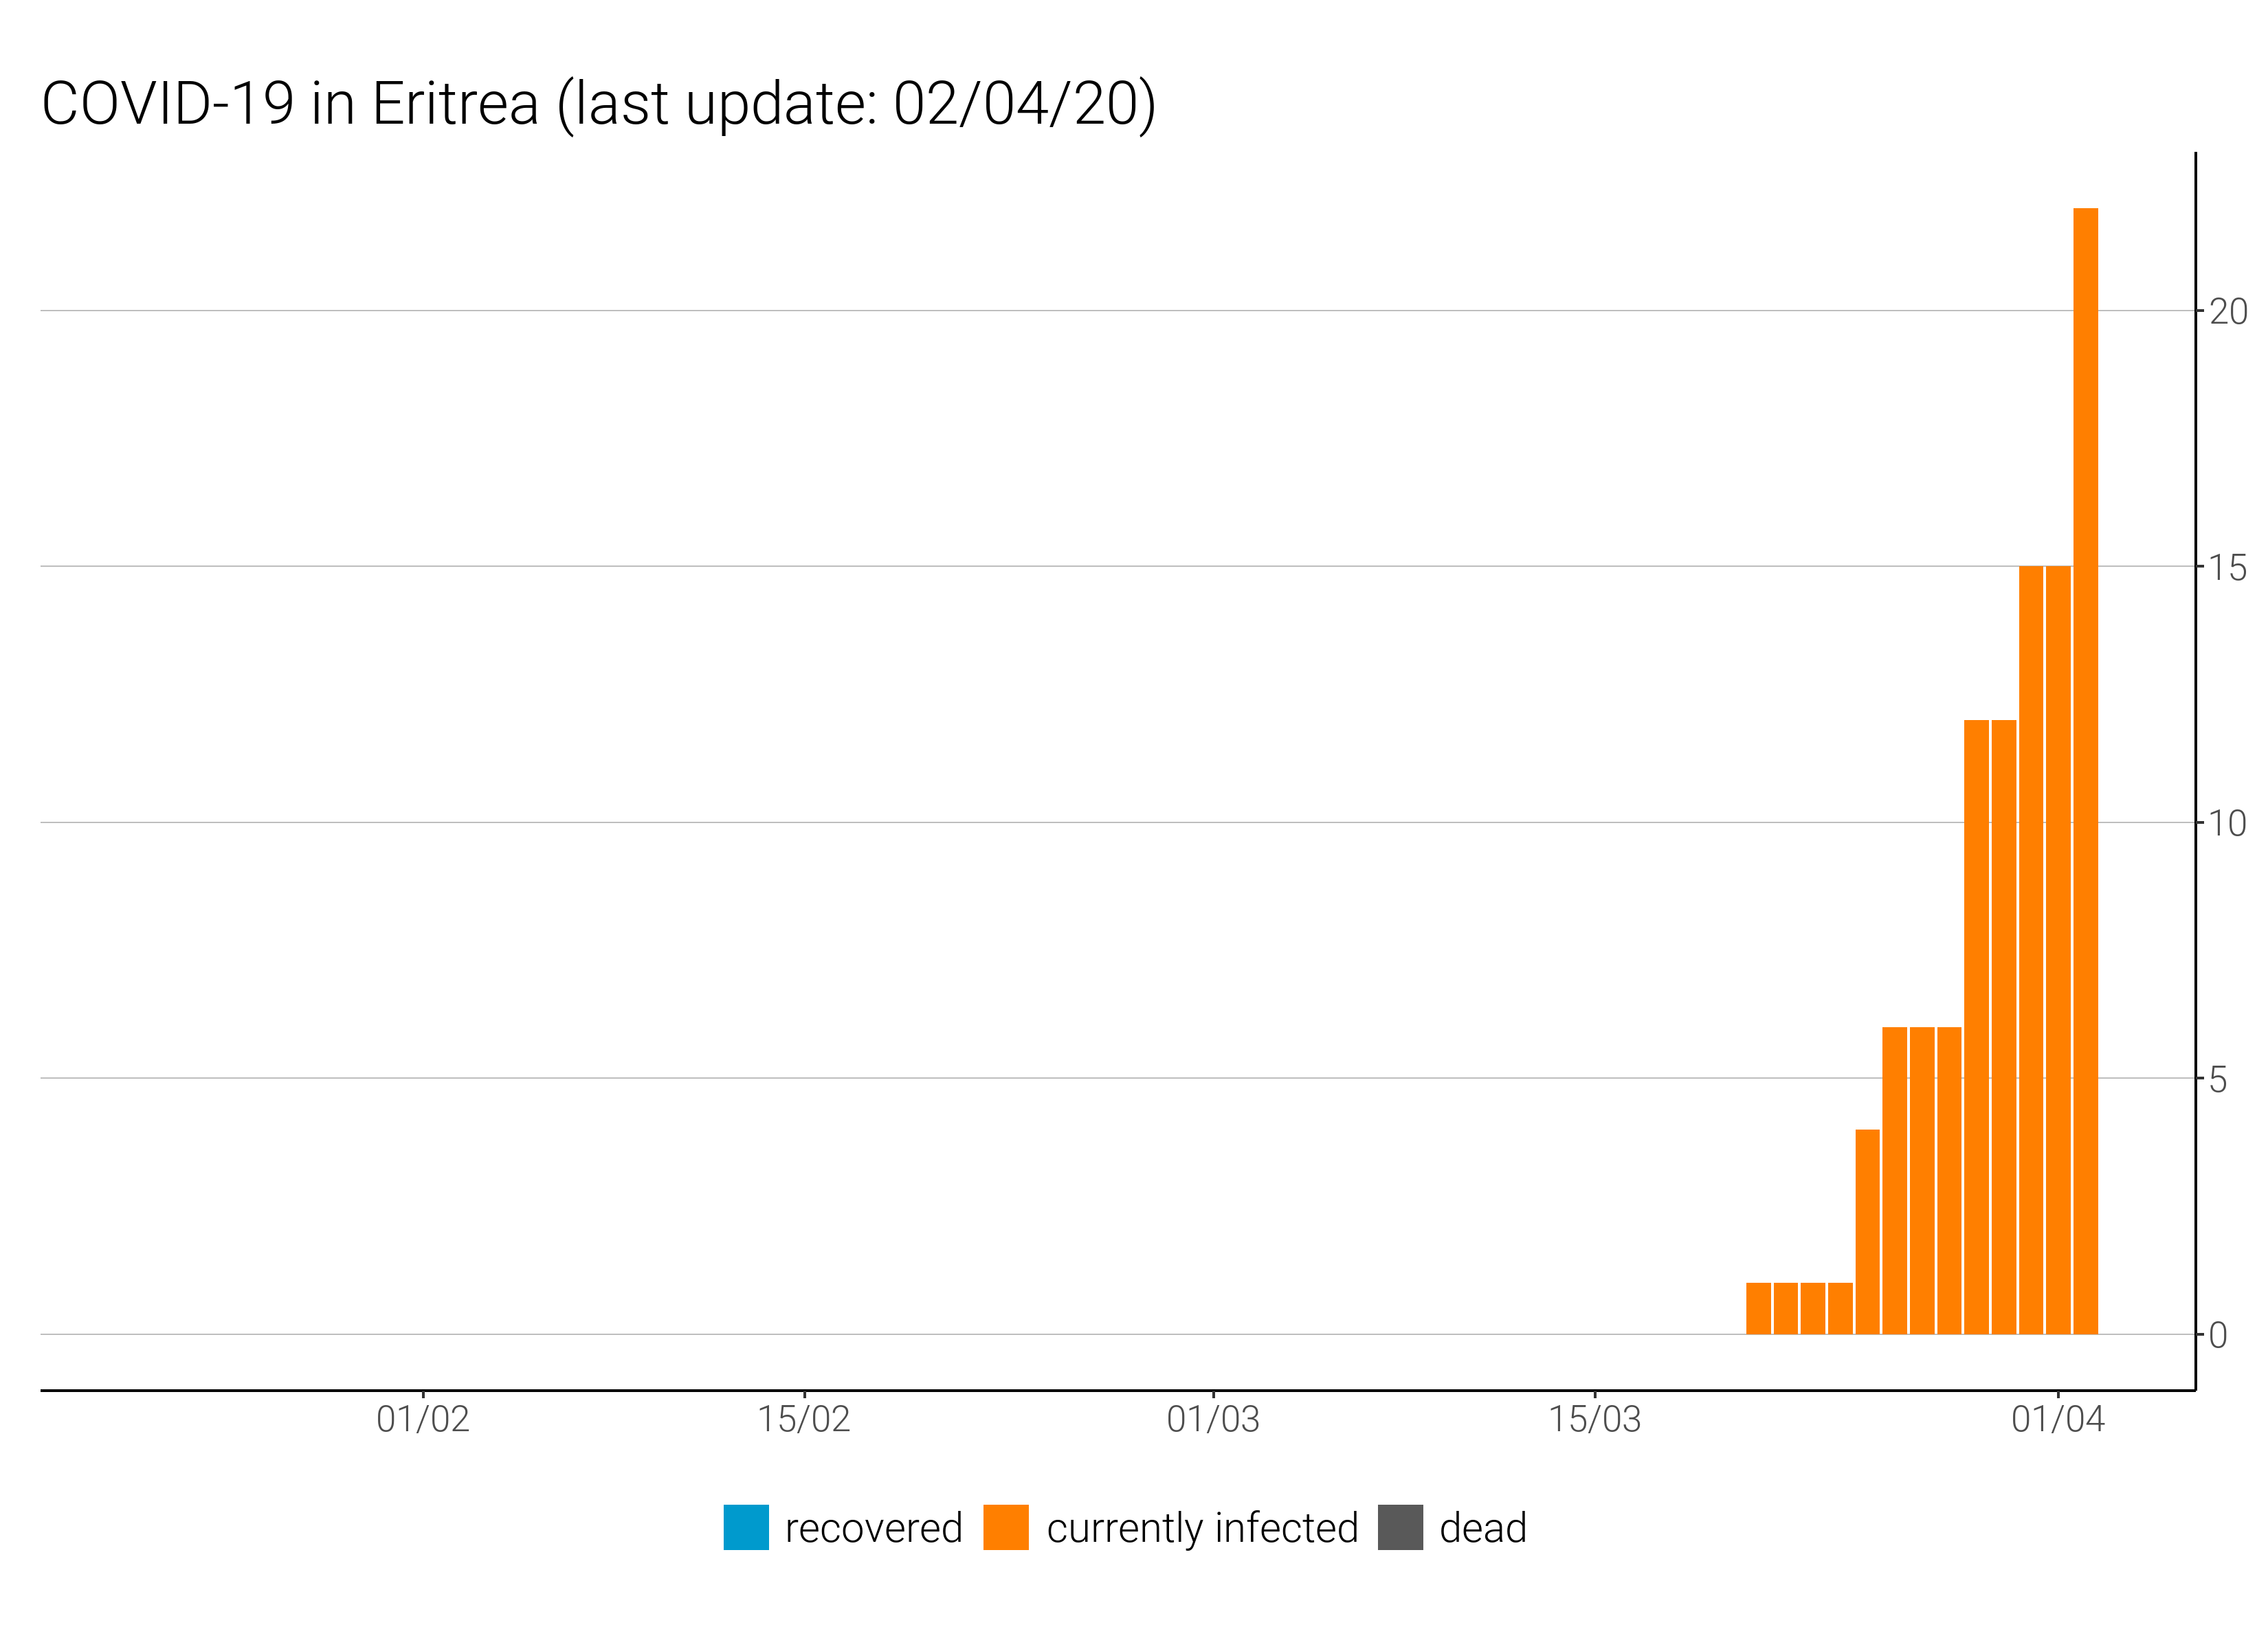 COVID-19 in Eritrea (last update: 02/04/20)
20
15
10
5
0
01/02 15/02 01/03 15/03 01/04
recovered currently infected dead